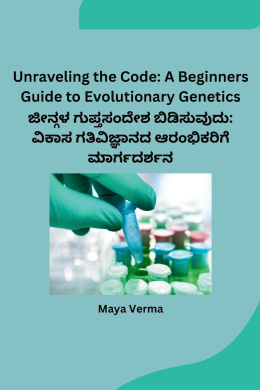 Unraveling the Code: A Beginners
Guide to Evolutionary Genetics
ಜೀನ್ಗಳ ಗುಪ್ತಸಂದೇಶ ಬಿಡಿಸುವುದು:
ವಿಕಾಸ ಗತಿವಿಜ್ಞಾನದ ಆರಂಭಿಕರಿಗೆ
ಮಾರ್ಗದರ್ಶನ
Maya Verma